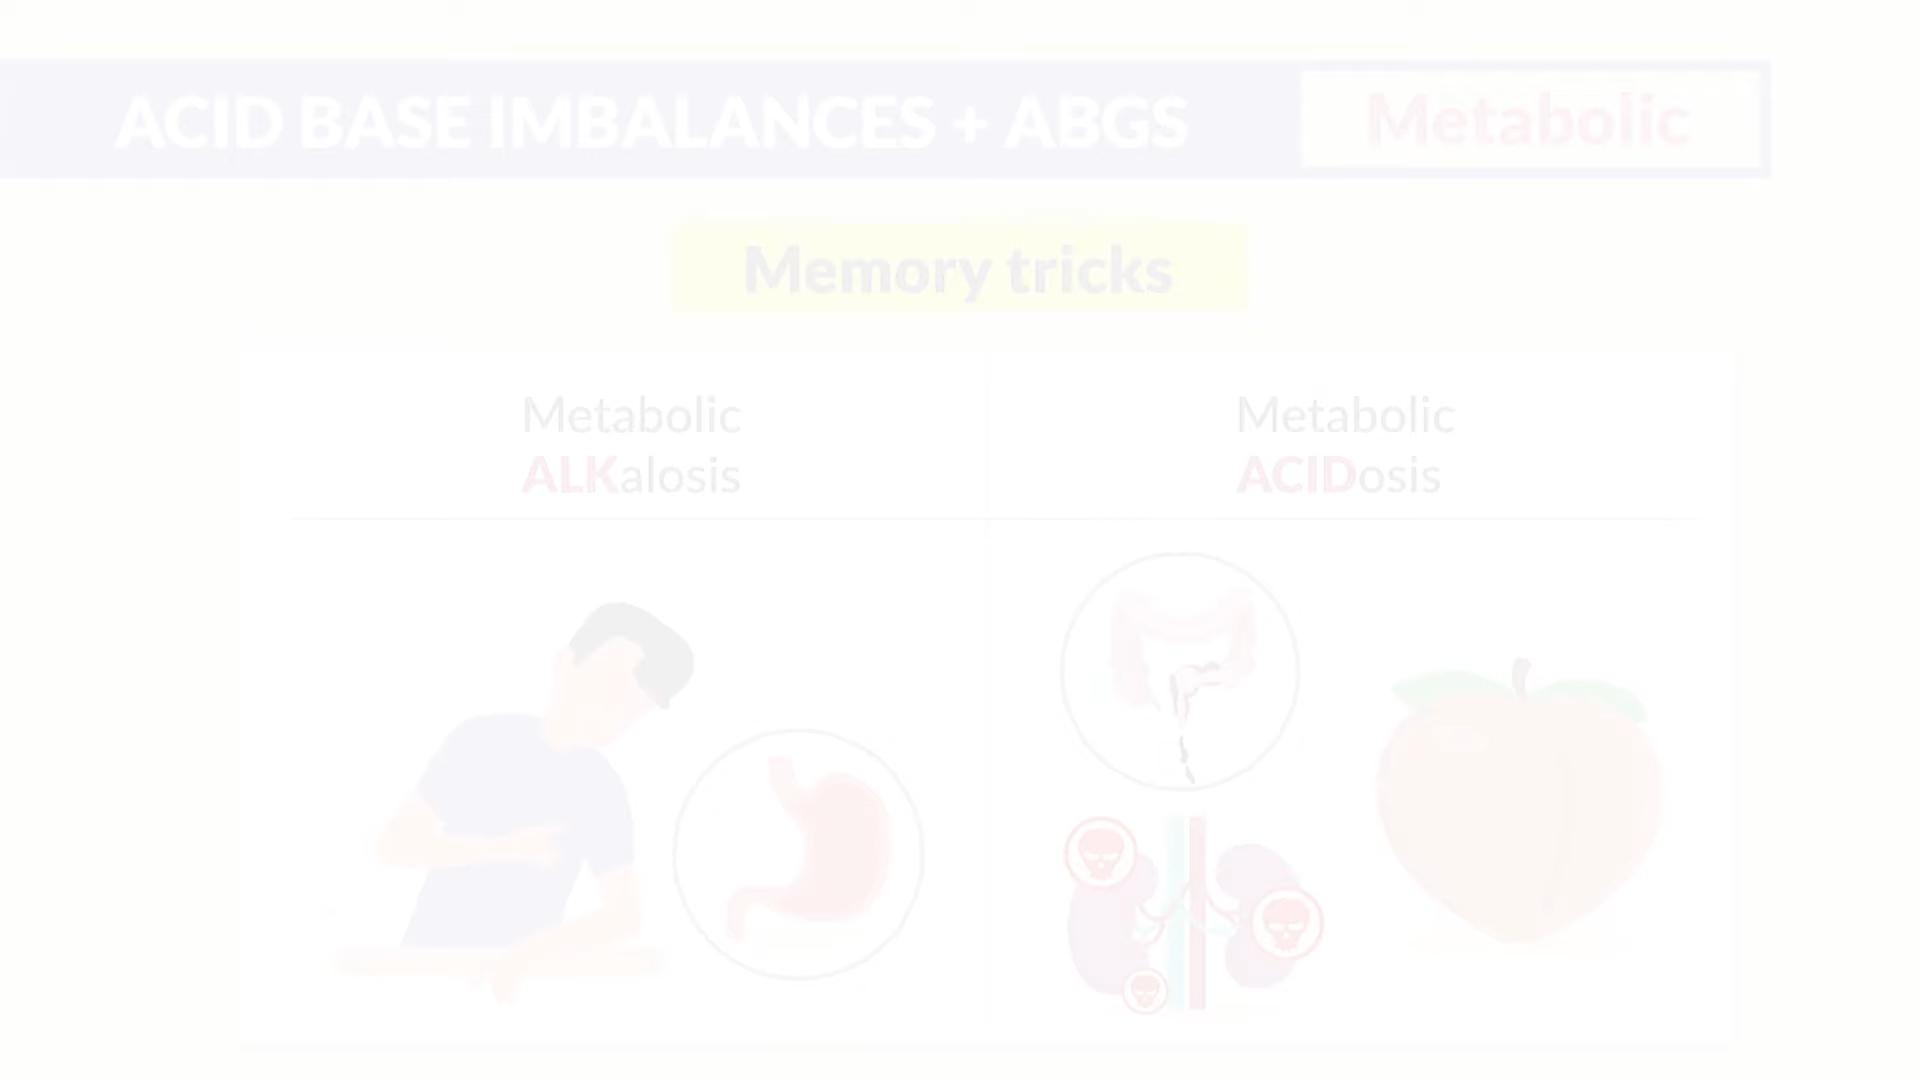 ACID BASE IMBALANCES + ABGS
Metabolic
Memory tricks
Metabolic
ALKalosis
Metabolic
ACIDosis